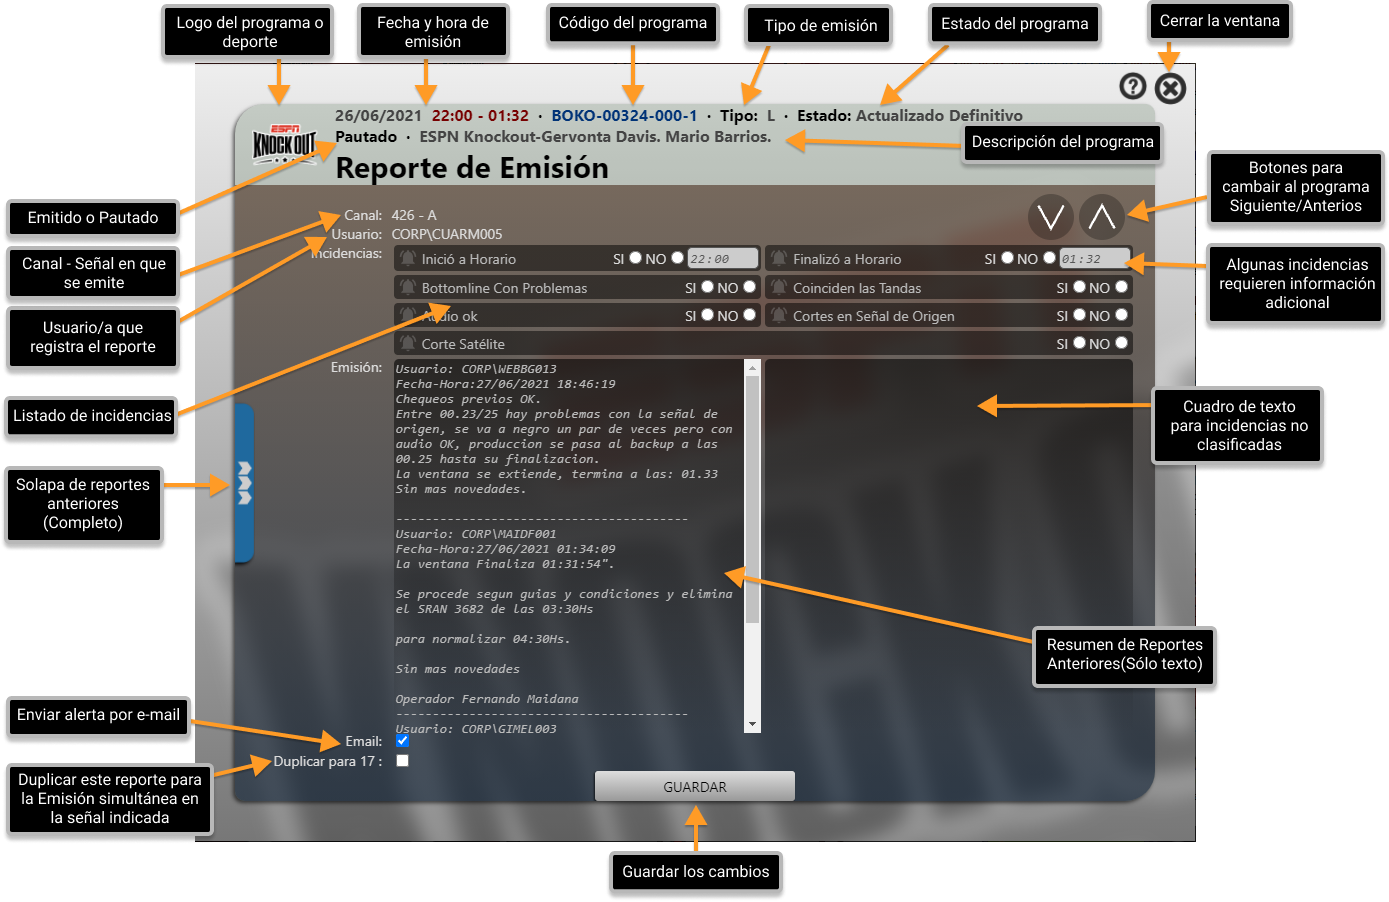 Logo del programa o
deporte
Fecha y hora de
emisión
Código del programa
Tipo de emisión
Estado del programa
Cerrar la ventana
?
ESPN
KNOCKOUT
26/06/2021 22:00 - 01:32 · BOKO-00324-000-1 · Tipo: L · Estado: Actualizado Definitivo
Pautado · ESPN Knockout-Gervonta Davis. Mario Barrios.
Reporte de Emisión
Descripción del programa
Botones para
cambair al programa
Siguiente/Anterios
Emitido o Pautado
Canal: 426 - A
Usuario: CORP\CUARM005
Canal - Señal en que
se emite
Incidencias:
Inició a Horario SI NO 22:00
Finalizó a Horario SI NO 01:32
Bottomline Con Problemas SI NO
Coinciden las Tandas SI NO
Audio ok SI NO
Cortes en Señal de Origen SI NO
Corte Satélite SI NO
Algunas incidencias
requieren información
adicional
Usuario/a que
registra el reporte
Listado de incidencias
Emisión:
Usuario: CORP\WEBBG013
Fecha-Hora:27/06/2021 18:46:19
Chequeos previos OK.
Entre 00.23/25 hay problemas con la señal de
origen, se va a negro un par de veces pero con
audio OK, produccion se pasa al backup a las
00.25 hasta su finalizacion.
La ventana se extiende, termina a las: 01.33
Sin mas novedades.
----------------------------------------
Usuario: CORP\MAIDF001
Fecha-Hora:27/06/2021 01:34:09
La ventana Finaliza 01:31:54".
Se procede segun guias y condiciones y elimina
el SRAN 3682 de las 03:30Hs
para normalizar 04:30Hs.
Sin mas novedades
Operador Fernando Maidana
----------------------------------------
Usuario: CORP\GIMEL003
Cuadro de texto
para incidencias no
clasificadas
Solapa de reportes
anteriores
(Completo)
Resumen de Reportes
Anteriores(Sólo texto)
Enviar alerta por e-mail
Email:
Duplicar para 17 :
Duplicar este reporte para
la Emisión simultánea en
la señal indicada
GUARDAR
Guardar los cambios